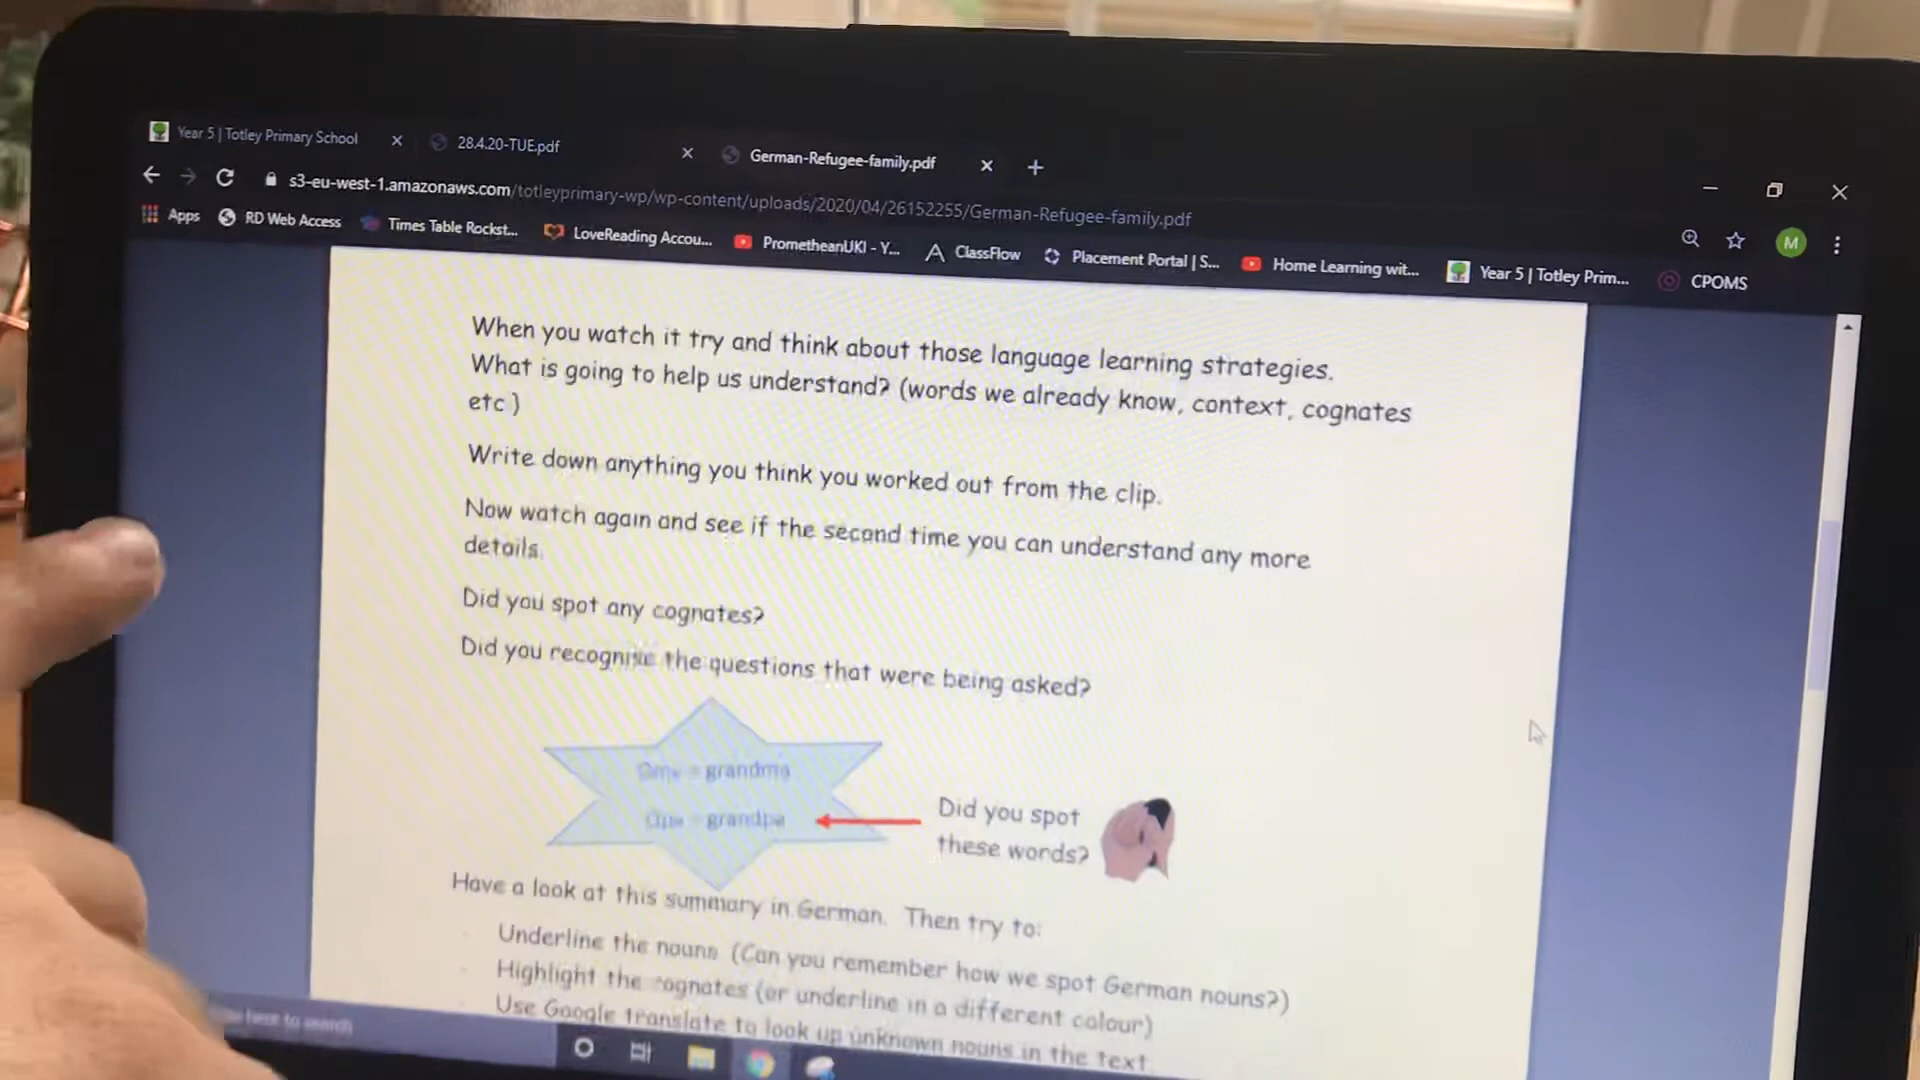 Year 5 | Totley Primary School
28.4.20-TUE.pdf
German-Refugee-family.pdf
s3-eu-west-1.amazonaws.com/totleyprimary-wp/wp-content/uploads/2020/04/26152255/German-Refugee-family.pdf
M
Apps
RD Web Access
Times Table Rockst...
LoveReading Accou...
PrometheanUKI - Y...
ClassFlow
Placement Portal | S...
Home Learning wit...
Year 5 | Totley Prim...
CPOMS
When you watch it try and think about those language learning strategies.
What is going to help us understand? (words we already know, context, cognates
etc )
Write down anything you think you worked out from the clip.
Now watch again and see if the second time you can understand any more
details.
Did you spot any cognates?
Did you recognise the questions that were being asked?
Oma = grandma
Opa = grandpa
Did you spot
these words?
Have a look at this summary in German. Then try to:
Underline the nouns (Can you remember how we spot German nouns?)
Highlight the cognates (or underline in a different colour)
Use Google translate to look up unknown nouns in the text
here to search